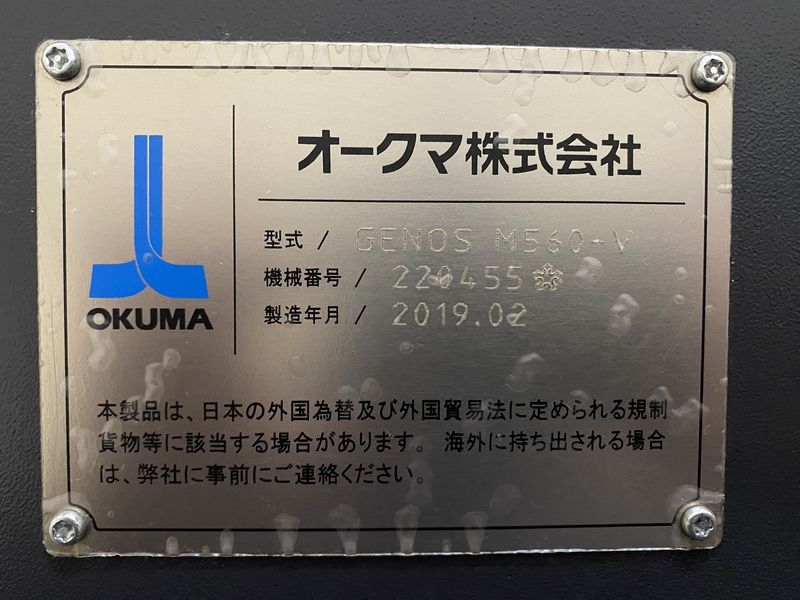 オークマ株式会社
OKUMA
型式 / GENOS M560-V
機械番号 / 220455
製造年月 / 2019.02
本製品は、日本の外国為替及び外国貿易法に定められる規制
貨物等に該当する場合があります。 海外に持ち出される場合
は、弊社に事前にご連絡ください。